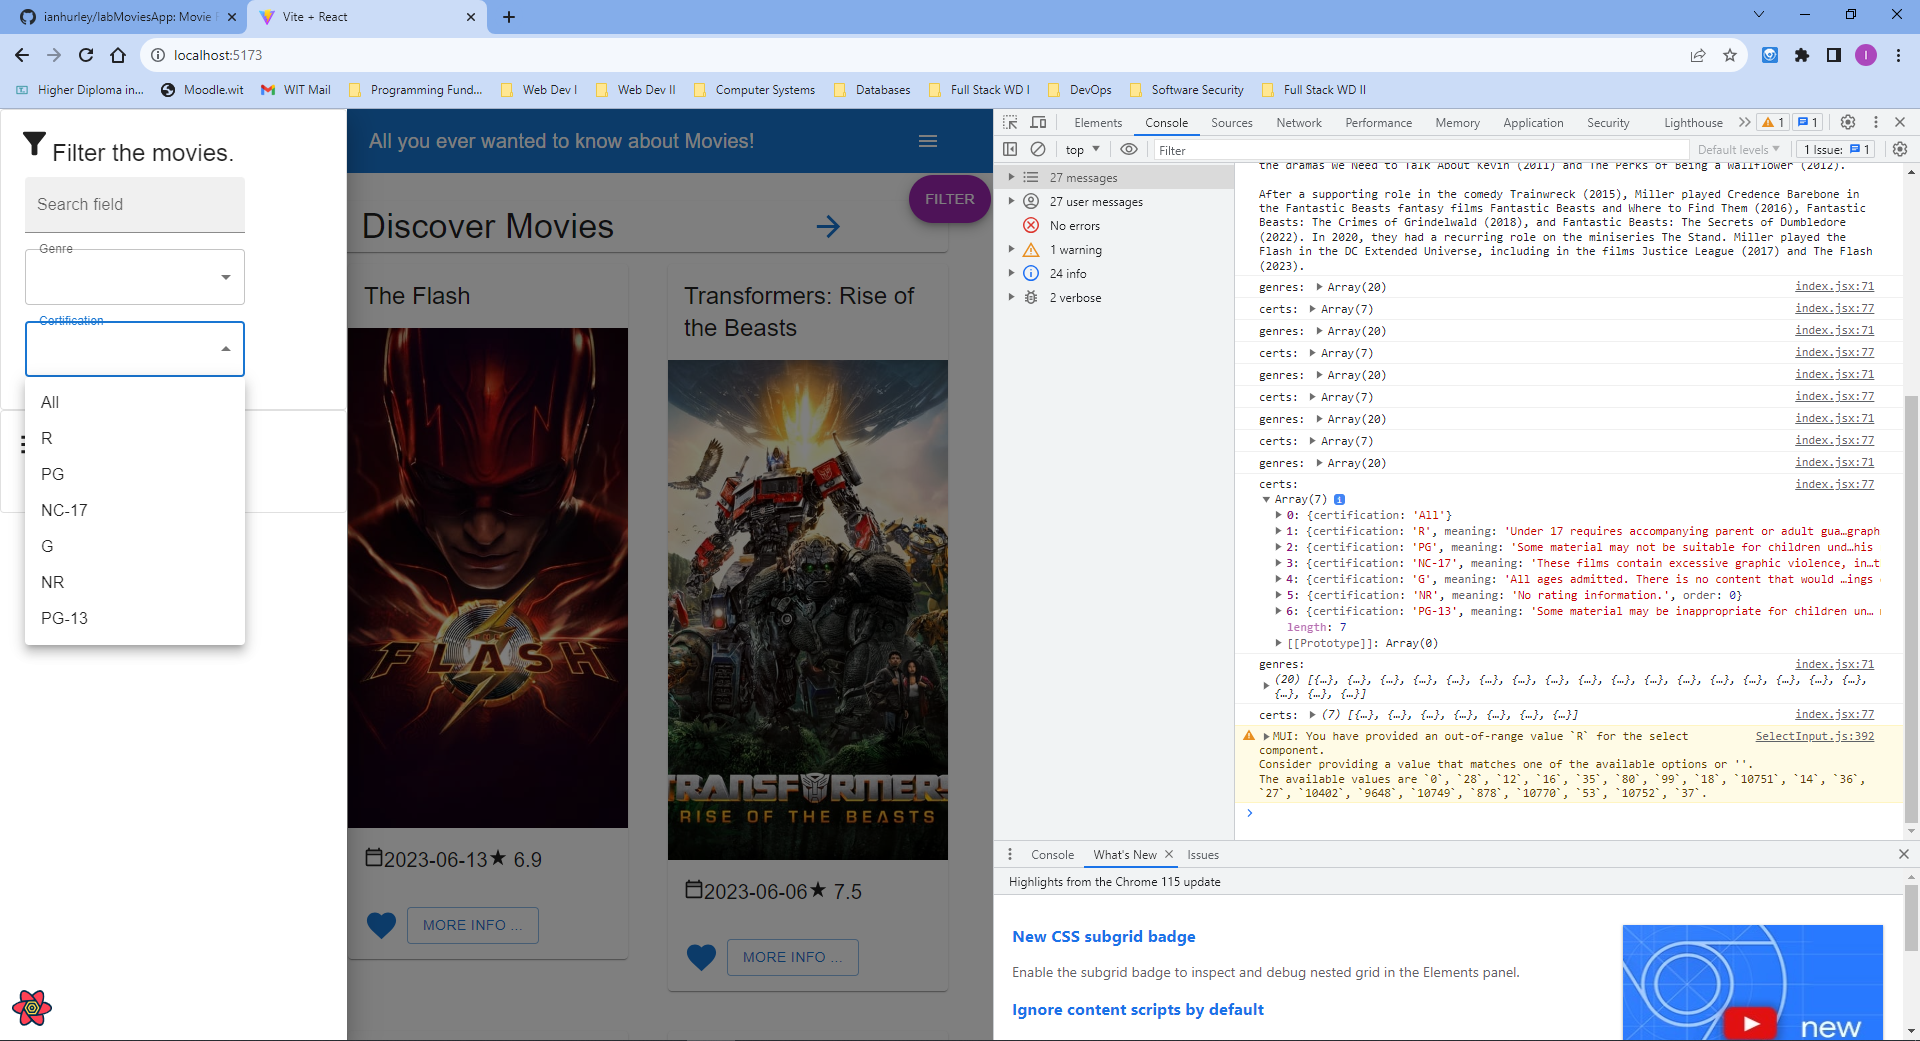 ianhurley/labMoviesApp: Movie
Vite + React
localhost:5173
Higher Diploma in...
Moodle.wit
WIT Mail
Programming Fund...
Web Dev I
Web Dev II
Computer Systems
Databases
Full Stack WD I
DevOps
Software Security
Full Stack WD II
Filter the movies.
Search field
Genre
Certification
All
R
PG
NC-17
G
NR
PG-13
All you ever wanted to know about Movies!
FILTER
Discover Movies
The Flash
FLASH
2023-06-13 6.9
MORE INFO ...
Transformers: Rise of
the Beasts
TRANSFORMERS
RISE OF THE BEASTS
2023-06-06 7.5
MORE INFO ...
Elements Console Sources Network Performance Memory Application Security Lighthouse 1 1
top Filter Default levels 1 Issue: 1
27 messages
27 user messages
No errors
1 warning
24 info
2 verbose
the dramas We Need to Talk About Kevin (2011) and The Perks of Being a Wallflower (2012).
After a supporting role in the comedy Trainwreck (2015), Miller played Credence Barebone in
the Fantastic Beasts fantasy films Fantastic Beasts and Where to Find Them (2016), Fantastic
Beasts: The Crimes of Grindelwald (2018), and Fantastic Beasts: The Secrets of Dumbledore
(2022). In 2020, they had a recurring role on the miniseries The Stand. Miller played the
Flash in the DC Extended Universe, including in the films Justice League (2017) and The Flash
(2023).
genres: Array(20) index.jsx:71
certs: Array(7) index.jsx:77
genres: Array(20) index.jsx:71
certs: Array(7) index.jsx:77
genres: Array(20) index.jsx:71
certs: Array(7) index.jsx:77
genres: Array(20) index.jsx:71
certs: Array(7) index.jsx:77
genres: Array(20) index.jsx:71
certs: index.jsx:77
Array(7) i
0: {certification: 'All'}
1: {certification: 'R', meaning: 'Under 17 requires accompanying parent or adult gua…graph
2: {certification: 'PG', meaning: 'Some material may not be suitable for children und…his
3: {certification: 'NC-17', meaning: 'These films contain excessive graphic violence, in…t
4: {certification: 'G', meaning: 'All ages admitted. There is no content that would …ings
5: {certification: 'NR', meaning: 'No rating information.', order: 0}
6: {certification: 'PG-13', meaning: 'Some material may be inappropriate for children un…
length: 7
[[Prototype]]: Array(0)
genres: index.jsx:71
(20) [{…}, {…}, {…}, {…}, {…}, {…}, {…}, {…}, {…}, {…}, {…}, {…}, {…}, {…}, {…}, {…}, {…},
{…}, {…}, {…}]
certs: (7) [{…}, {…}, {…}, {…}, {…}, {…}, {…}] index.jsx:77
MUI: You have provided an out-of-range value `R` for the select SelectInput.js:392
component.
Consider providing a value that matches one of the available options or ''.
The available values are `0`, `28`, `12`, `16`, `35`, `80`, `99`, `18`, `10751`, `14`, `36`,
`27`, `10402`, `9648`, `10749`, `878`, `10770`, `53`, `10752`, `37`.
Console What's New Issues
Highlights from the Chrome 115 update
New CSS subgrid badge
Enable the subgrid badge to inspect and debug nested grid in the Elements panel.
Ignore content scripts by default
new